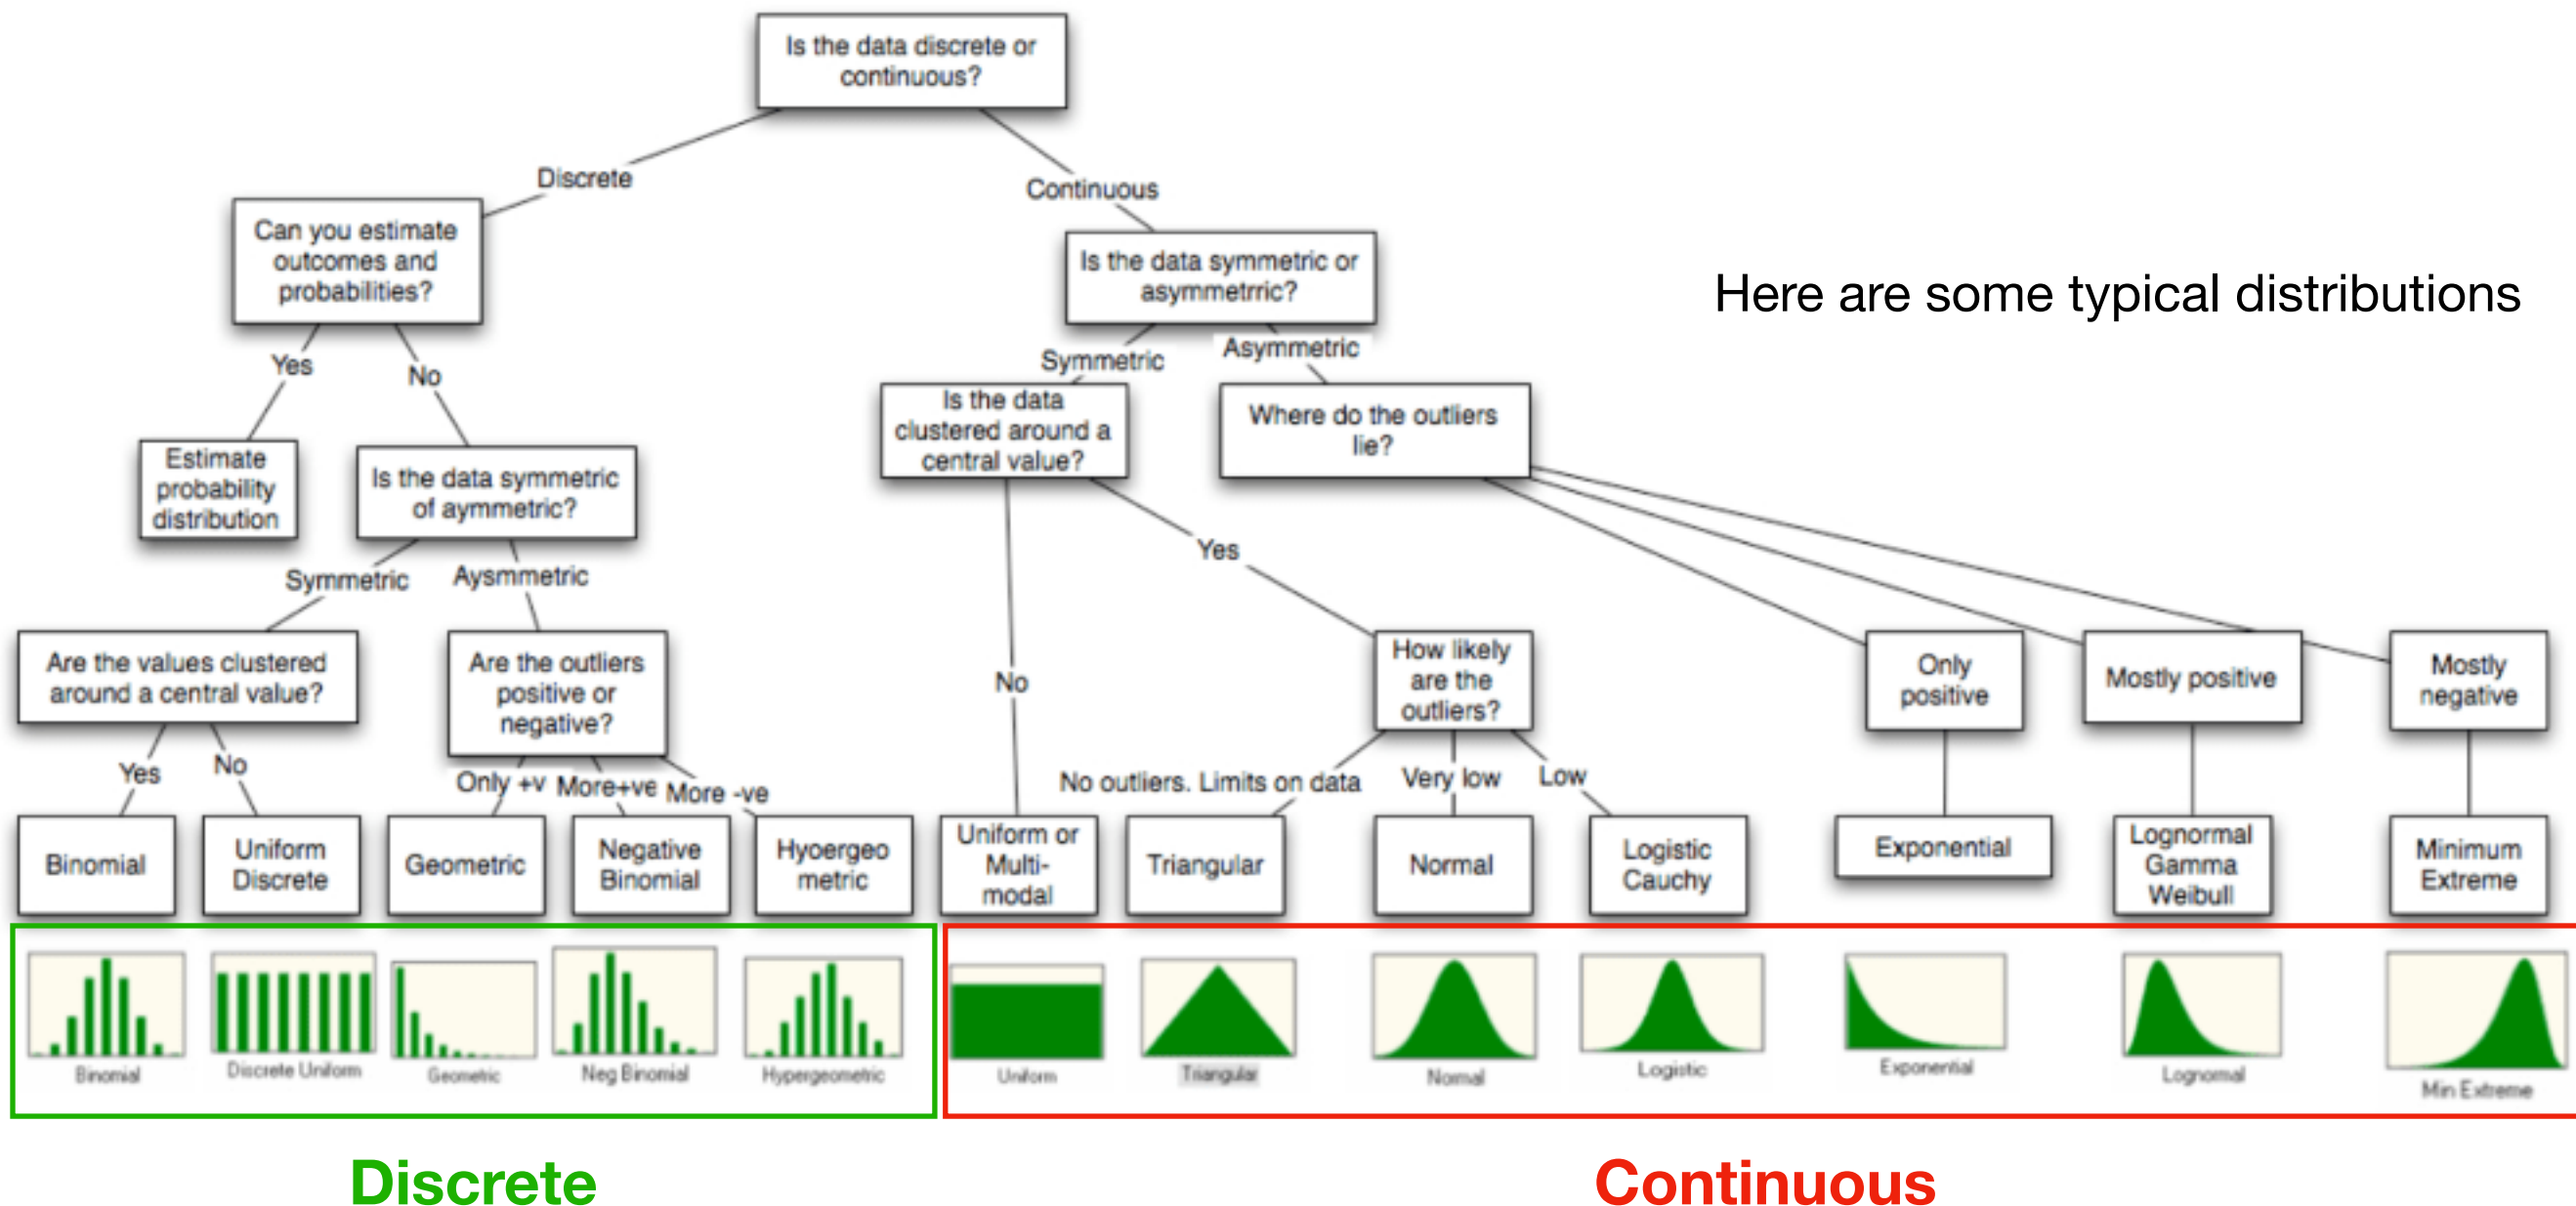 Is the data discrete or
continuous?
Discrete
Continuous
Can you estimate
outcomes and
probabilities?
Is the data symmetric or
asymmetrric?
Here are some typical distributions
Yes
No
Symmetric
Asymmetric
Estimate
probability
distribution
Is the data symmetric
of aymmetric?
Is the data
clustered around a
central value?
Where do the outliers
lie?
Symmetric
Aysmmetric
No
Yes
Are the values clustered
around a central value?
Are the outliers
positive or
negative?
How likely
are the
outliers?
Only
positive
Mostly positive
Mostly
negative
Yes
No
Only +v
More+ve
More -ve
No outliers. Limits on data
Very low
Low
Binomial
Uniform
Discrete
Geometric
Negative
Binomial
Hyoergeo
metric
Uniform or
Multi-
modal
Triangular
Normal
Logistic
Cauchy
Exponential
Lognormal
Gamma
Weibull
Minimum
Extreme
Binomial
Discrete Uniform
Geometric
Neg Binomial
Hypergeometric
Uniform
Triangular
Normal
Logistic
Exponential
Lognormal
Min Extreme
Discrete
Continuous